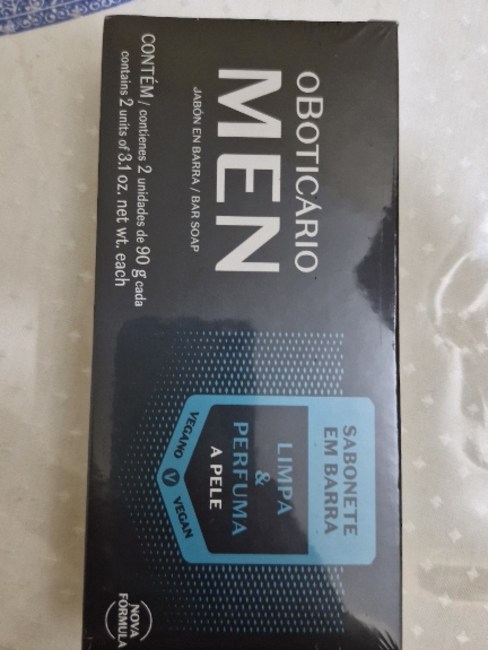 oBOTICÁRIO
MEN
JABÓN EN BARRA / BAR SOAP
CONTÉM / contienes 2 unidades de 90 g cada
contains 2 units of 3.1 oz. net wt. each
SABONETE
EM BARRA
LIMPA
&
PERFUMA
A PELE
VEGANO V VEGAN
NOVA
FÓRMULA